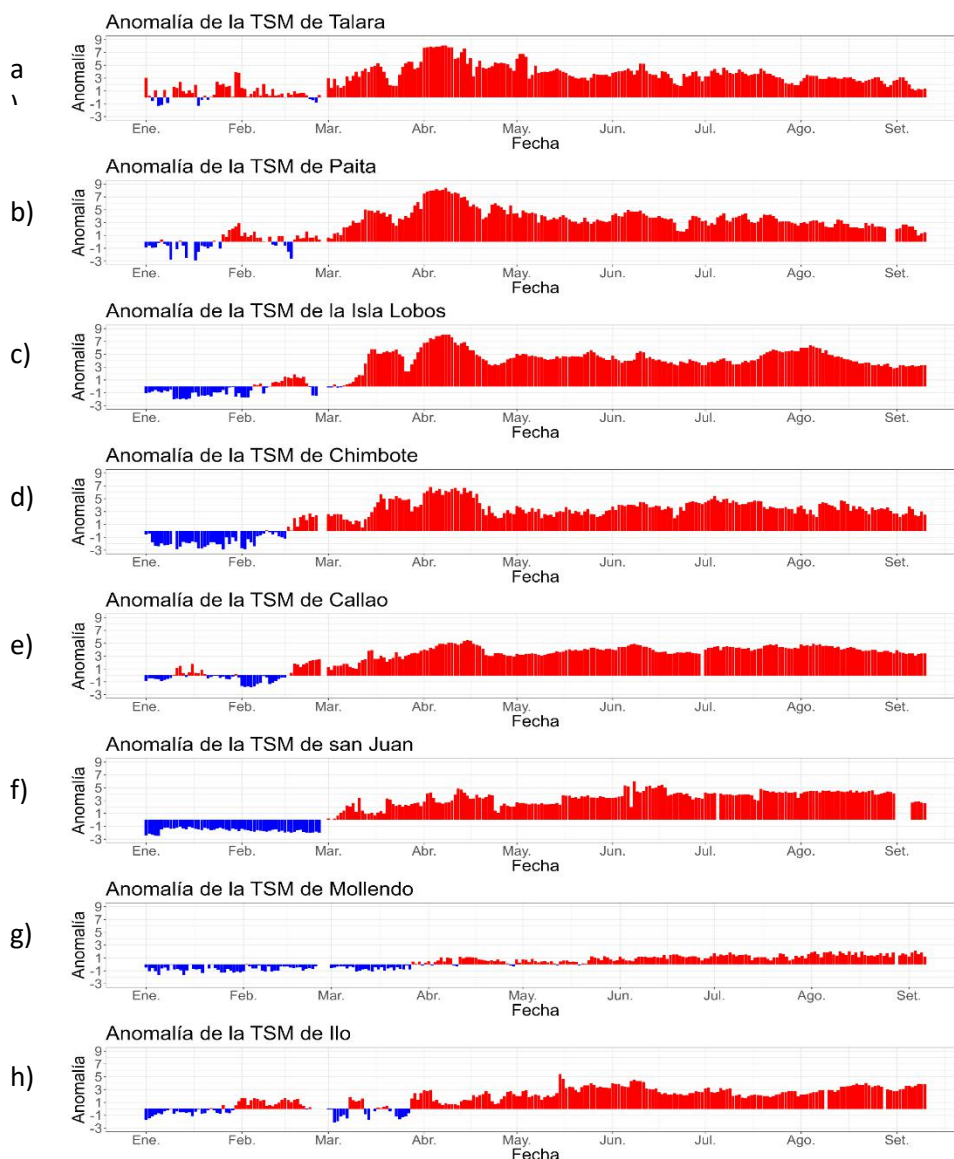 Anomalía de la TSM de Talara
a
Anomalía
9
7
5
3
1
-1
-3
Ene. Feb. Mar. Abr. May. Jun. Jul. Ago. Set.
Fecha
Anomalía de la TSM de Paita
b)
Anomalía
9
7
5
3
1
-1
-3
Ene. Feb. Mar. Abr. May. Jun. Jul. Ago. Set.
Fecha
Anomalía de la TSM de la Isla Lobos
c)
Anomalía
9
7
5
3
1
-1
-3
Ene. Feb. Mar. Abr. May. Jun. Jul. Ago. Set.
Fecha
Anomalía de la TSM de Chimbote
d)
Anomalía
9
7
5
3
1
-1
-3
Ene. Feb. Mar. Abr. May. Jun. Jul. Ago. Set.
Fecha
Anomalía de la TSM de Callao
e)
Anomalía
9
7
5
3
1
-1
-3
Ene. Feb. Mar. Abr. May. Jun. Jul. Ago. Set.
Fecha
Anomalía de la TSM de san Juan
f)
Anomalía
9
7
5
3
1
-1
-3
Ene. Feb. Mar. Abr. May. Jun. Jul. Ago. Set.
Fecha
Anomalía de la TSM de Mollendo
g)
Anomalía
9
7
5
3
1
-1
-3
Ene. Feb. Mar. Abr. May. Jun. Jul. Ago. Set.
Fecha
Anomalía de la TSM de Ilo
h)
Anomalía
9
7
5
3
1
-1
-3
Ene. Feb. Mar. Abr. May. Jun. Jul. Ago. Set.
Fecha